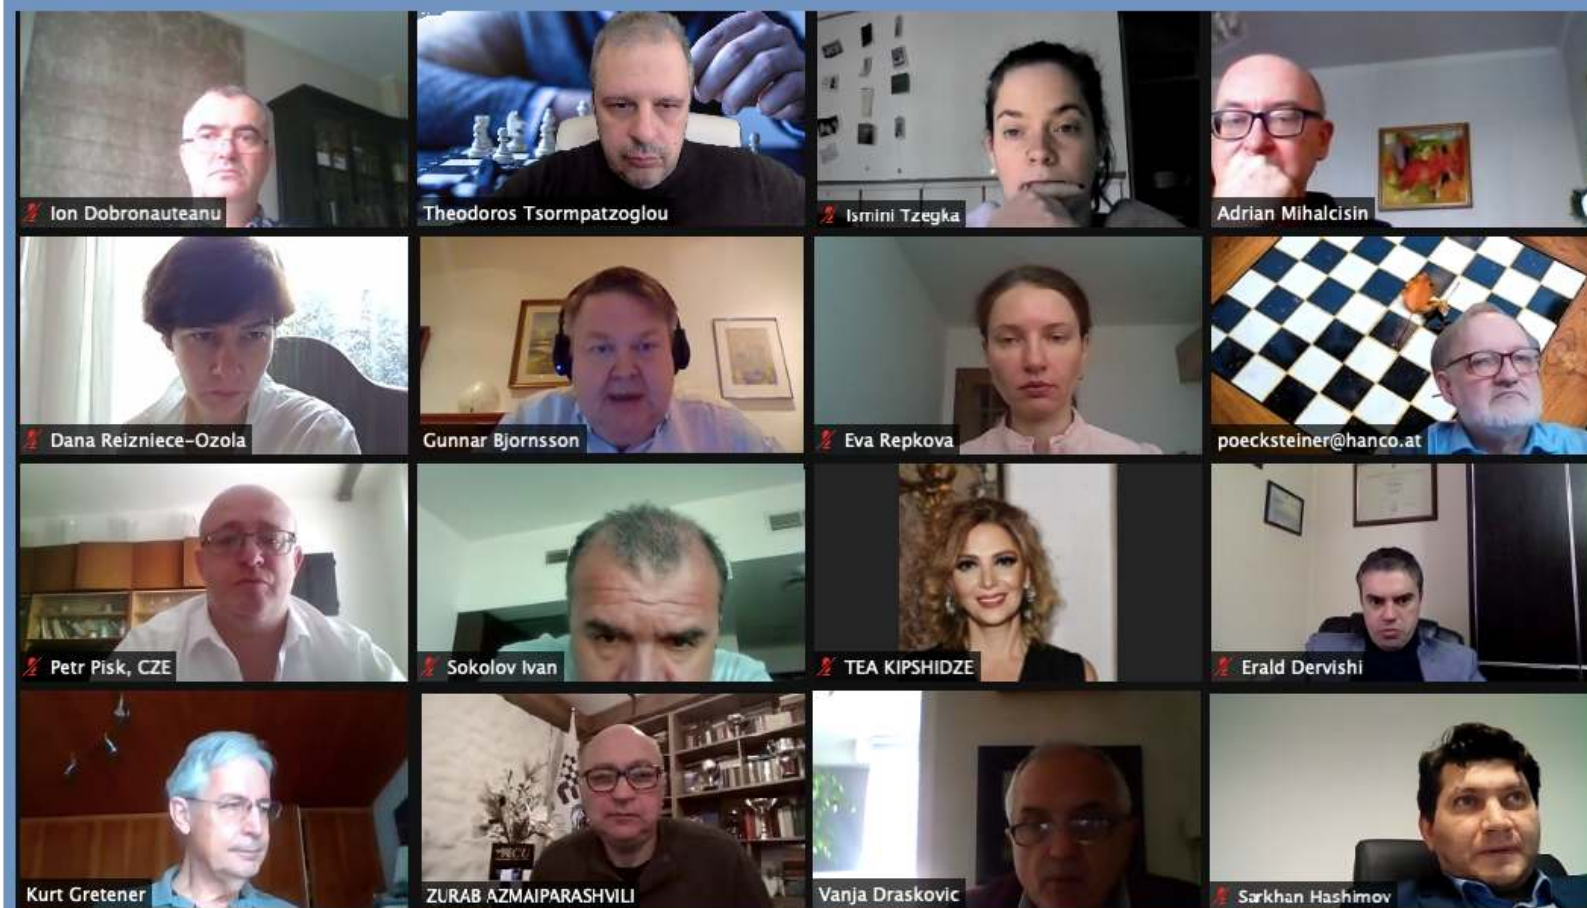 Ion Dobronauteanu
Theodoros Tsormpatzoglou
Ismini Tzegka
Adrian Mihalcisin
Dana Reizniece-Ozola
Gunnar Bjornsson
Eva Repkova
poecksteiner@hanco.at
Petr Pisk, CZE
Sokolov Ivan
TEA KIPSHIDZE
Erald Dervishi
Kurt Gretener
ECU
ZURAB AZMAIPARASHVILI
Vanja Draskovic
Sarkhan Hashimov